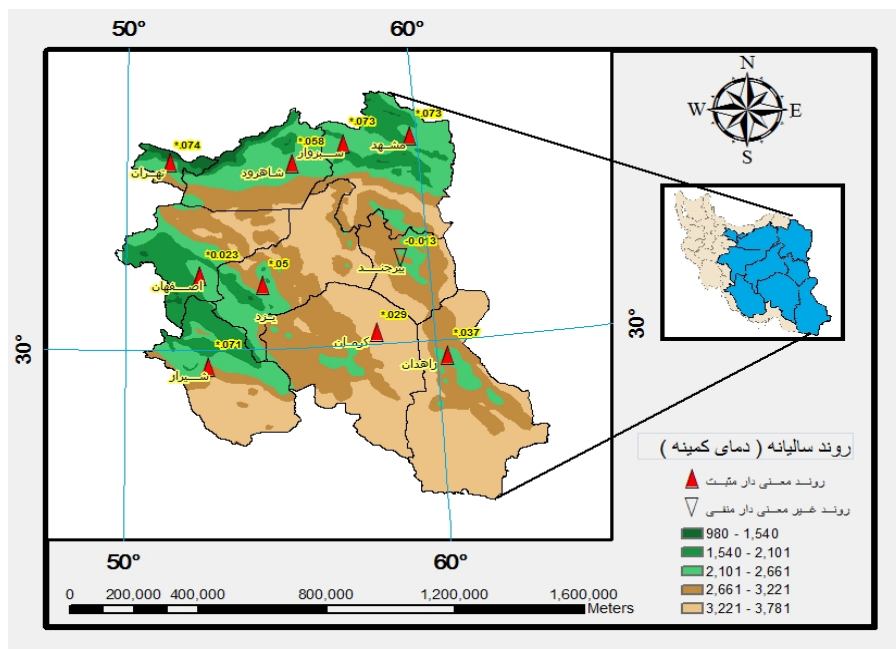 50°
60°
N
W E
S
*.074
*.058
*.073
*.073
تهران
شاهرود
سبزوار
مشهد
*0.023
*.05
-0.013
اصفهان
یزد
بیرجند
*.071
*.029
*.037
شیراز
کرمان
زاهدان
30°
30°
50°
60°
روند سالیانه ( دمای کمینه )
روند معنی دار مثبت
روند غیر معنی دار منفی
980 - 1,540
1,540 - 2,101
2,101 - 2,661
2,661 - 3,221
3,221 - 3,781
0 200,000 400,000 800,000 1,200,000 1,600,000
Meters